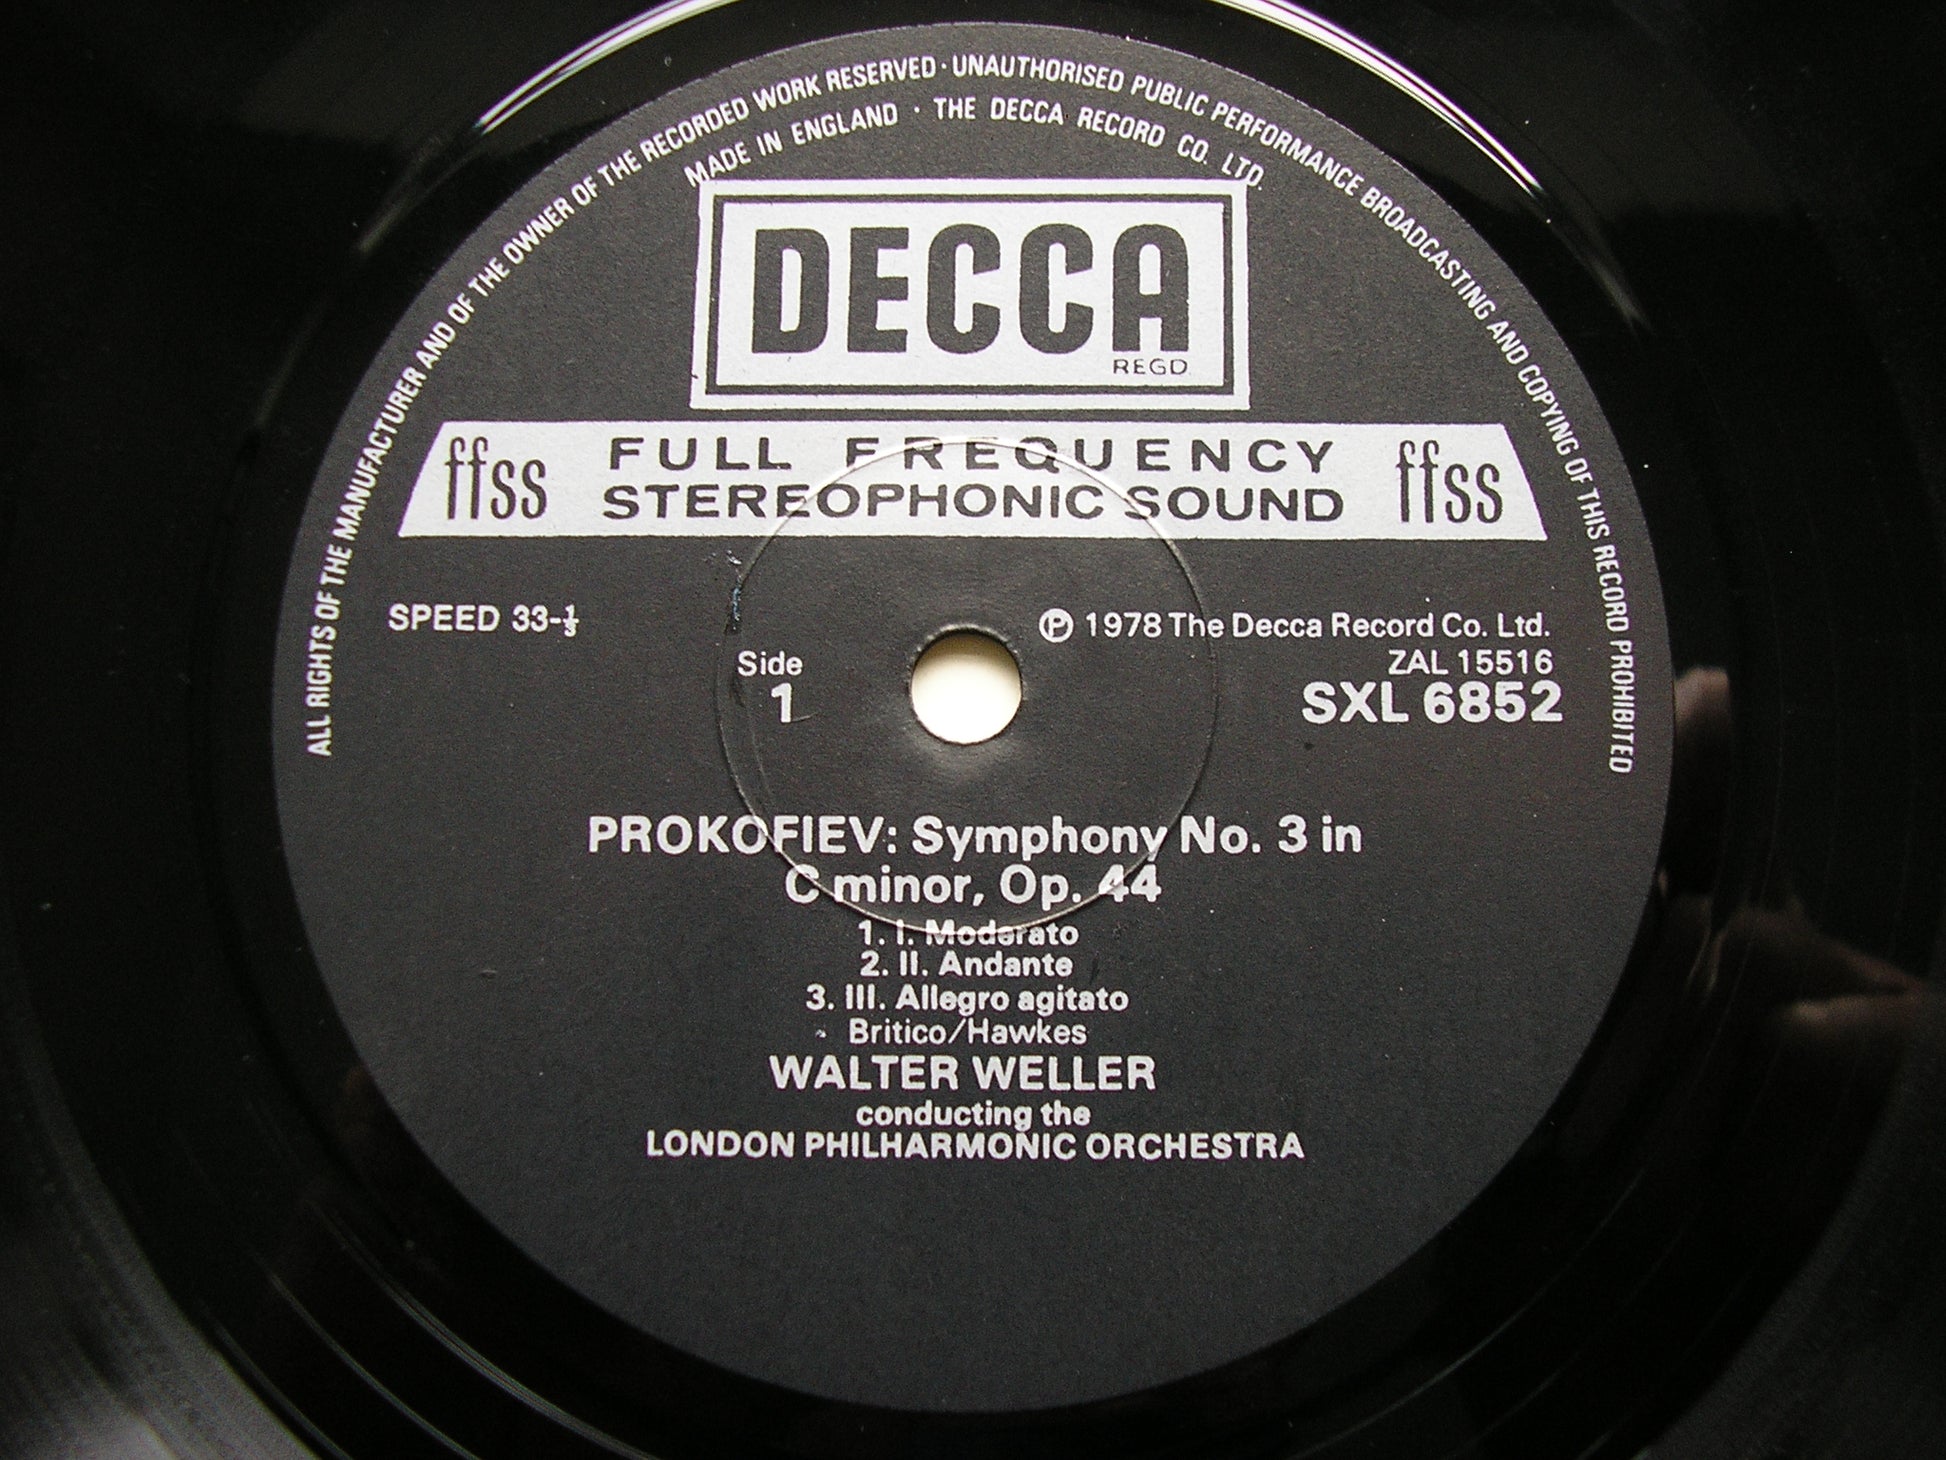 ALL RIGHTS OF THE MANUFACTURER AND OF THE OWNER OF THE RECORDED WORK RESERVED · UNAUTHORISED PUBLIC PERFORMANCE BROADCASTING AND COPYING OF THIS RECORD PROHIBITED
MADE IN ENGLAND · THE DECCA RECORD CO. LTD.
DECCA
REGD
ffss FULL FREQUENCY ffss
STEREOPHONIC SOUND
SPEED 33-⅓
Ⓟ 1978 The Decca Record Co. Ltd.
Side
1
ZAL 15516
SXL 6852
PROKOFIEV: Symphony No. 3 in
C minor, Op. 44
1. I. Moderato
2. II. Andante
3. III. Allegro agitato
Britico/Hawkes
WALTER WELLER
conducting the
LONDON PHILHARMONIC ORCHESTRA